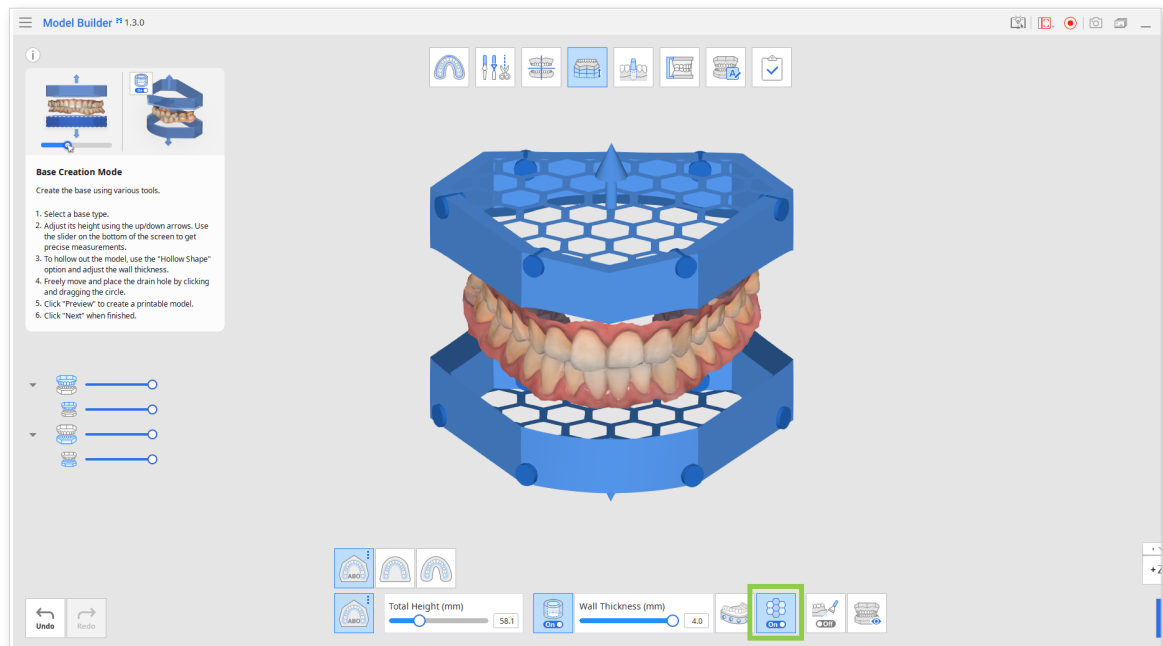 Model Builder 1.3.0
i
ON
Base Creation Mode
Create the base using various tools.
1. Select a base type.
2. Adjust its height using the up/down arrows. Use
the slider on the bottom of the screen to get
precise measurements.
3. To hollow out the model, use the "Hollow Shape"
option and adjust the wall thickness.
4. Freely move and place the drain hole by clicking
and dragging the circle.
5. Click "Preview" to create a printable model.
6. Click "Next" when finished.
A
ABO
+Z
Undo
Redo
ABO
Total Height (mm)
58.1
On
Wall Thickness (mm)
4.0
On
Off